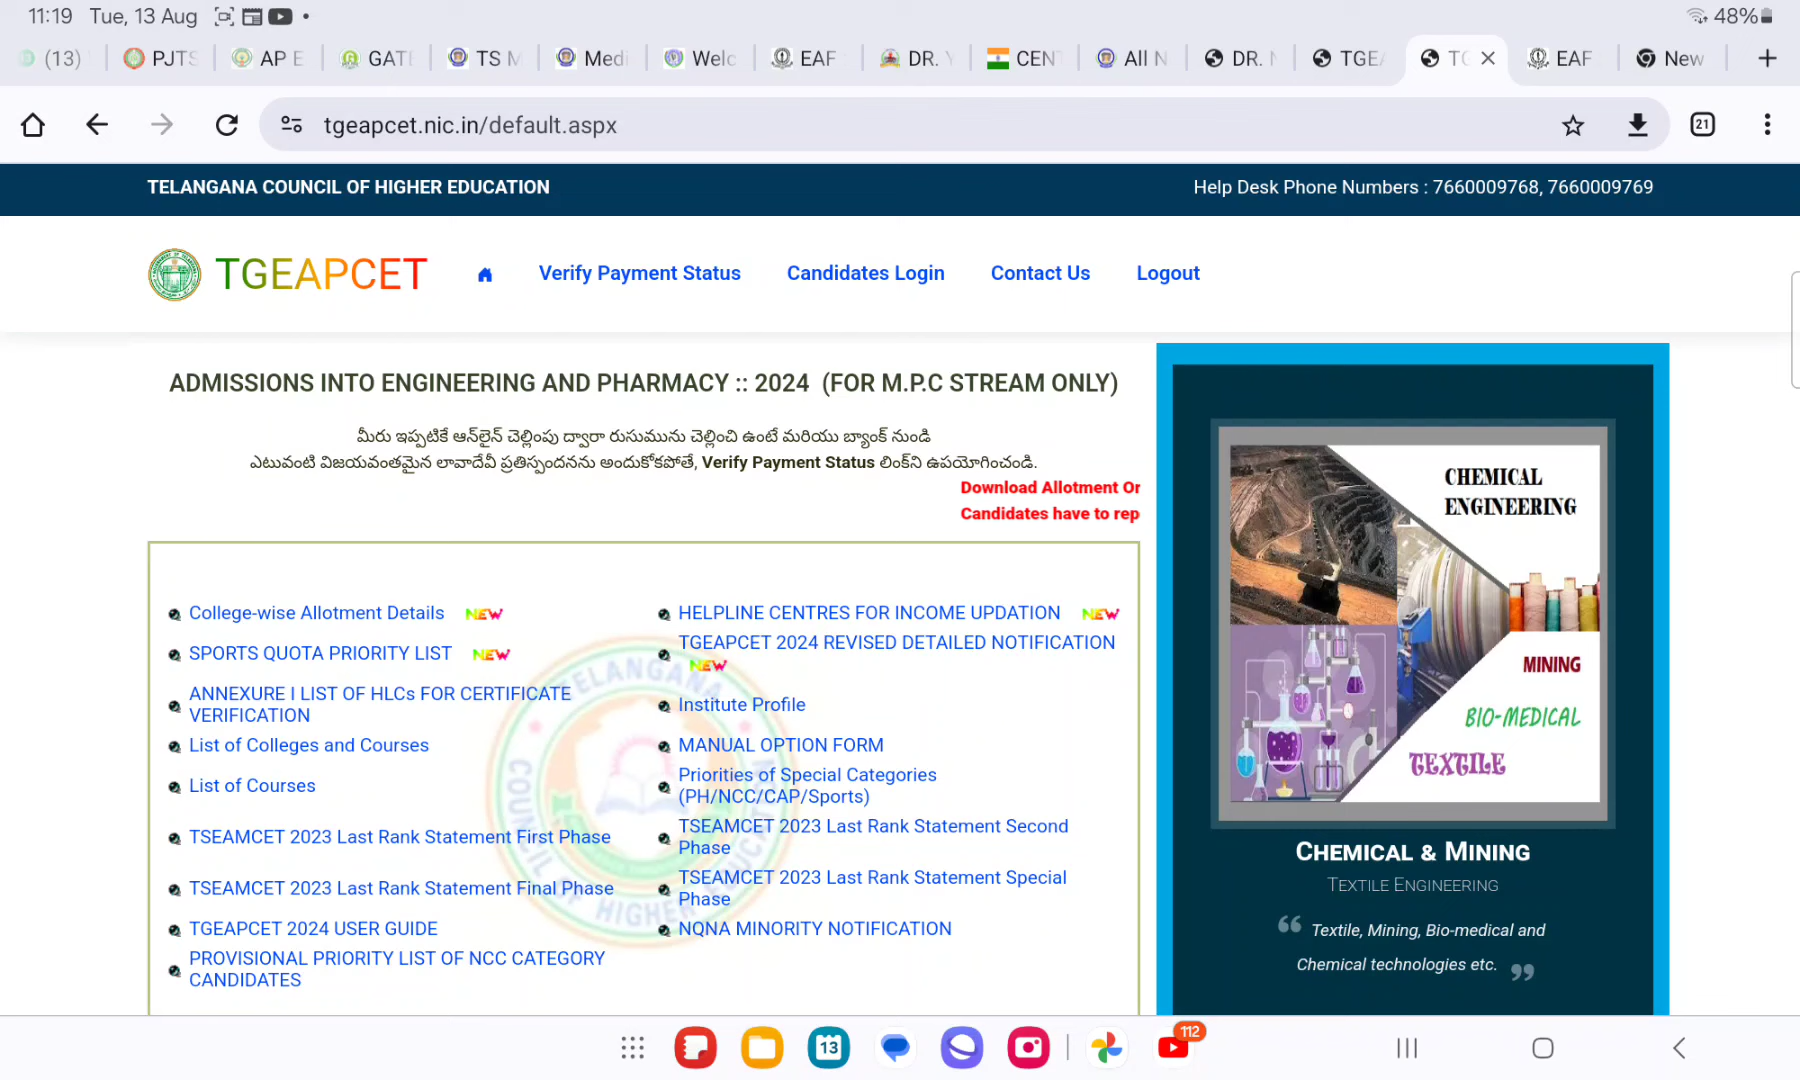 11:19 Tue, 13 Aug
48%
(13) PJTS AP E GATE TS M Medi Welc EAF DR. Y CENT All N DR. N TGEA TG EAF New
tgeapcet.nic.in/default.aspx
21
TELANGANA COUNCIL OF HIGHER EDUCATION
Help Desk Phone Numbers : 7660009768, 7660009769
TGEAPCET
Verify Payment Status Candidates Login Contact Us Logout
ADMISSIONS INTO ENGINEERING AND PHARMACY :: 2024 (FOR M.P.C STREAM ONLY)
మీరు ఇప్పటికే ఆన్‌లైన్ చెల్లింపు ద్వారా రుసుమును చెల్లించి ఉంటే మరియు బ్యాంక్ నుండి
ఎటువంటి విజయవంతమైన లావాదేవీ ప్రతిస్పందనను అందుకోకపోతే, Verify Payment Status లింక్‌ని ఉపయోగించండి.
Download Allotment Or
Candidates have to rep
College-wise Allotment Details NEW
HELPLINE CENTRES FOR INCOME UPDATION NEW
SPORTS QUOTA PRIORITY LIST NEW
TGEAPCET 2024 REVISED DETAILED NOTIFICATION
NEW
ANNEXURE I LIST OF HLCs FOR CERTIFICATE
VERIFICATION
Institute Profile
List of Colleges and Courses
MANUAL OPTION FORM
List of Courses
Priorities of Special Categories
(PH/NCC/CAP/Sports)
TSEAMCET 2023 Last Rank Statement First Phase
TSEAMCET 2023 Last Rank Statement Second
Phase
TSEAMCET 2023 Last Rank Statement Final Phase
TSEAMCET 2023 Last Rank Statement Special
Phase
TGEAPCET 2024 USER GUIDE
NQNA MINORITY NOTIFICATION
PROVISIONAL PRIORITY LIST OF NCC CATEGORY
CANDIDATES
TELANGANA
COUNCIL OF HIGHER EDUCATION
CHEMICAL
ENGINEERING
MINING
BIO-MEDICAL
TEXTILE
CHEMICAL & MINING
TEXTILE ENGINEERING
“ Textile, Mining, Bio-medical and
Chemical technologies etc. ”
13
112